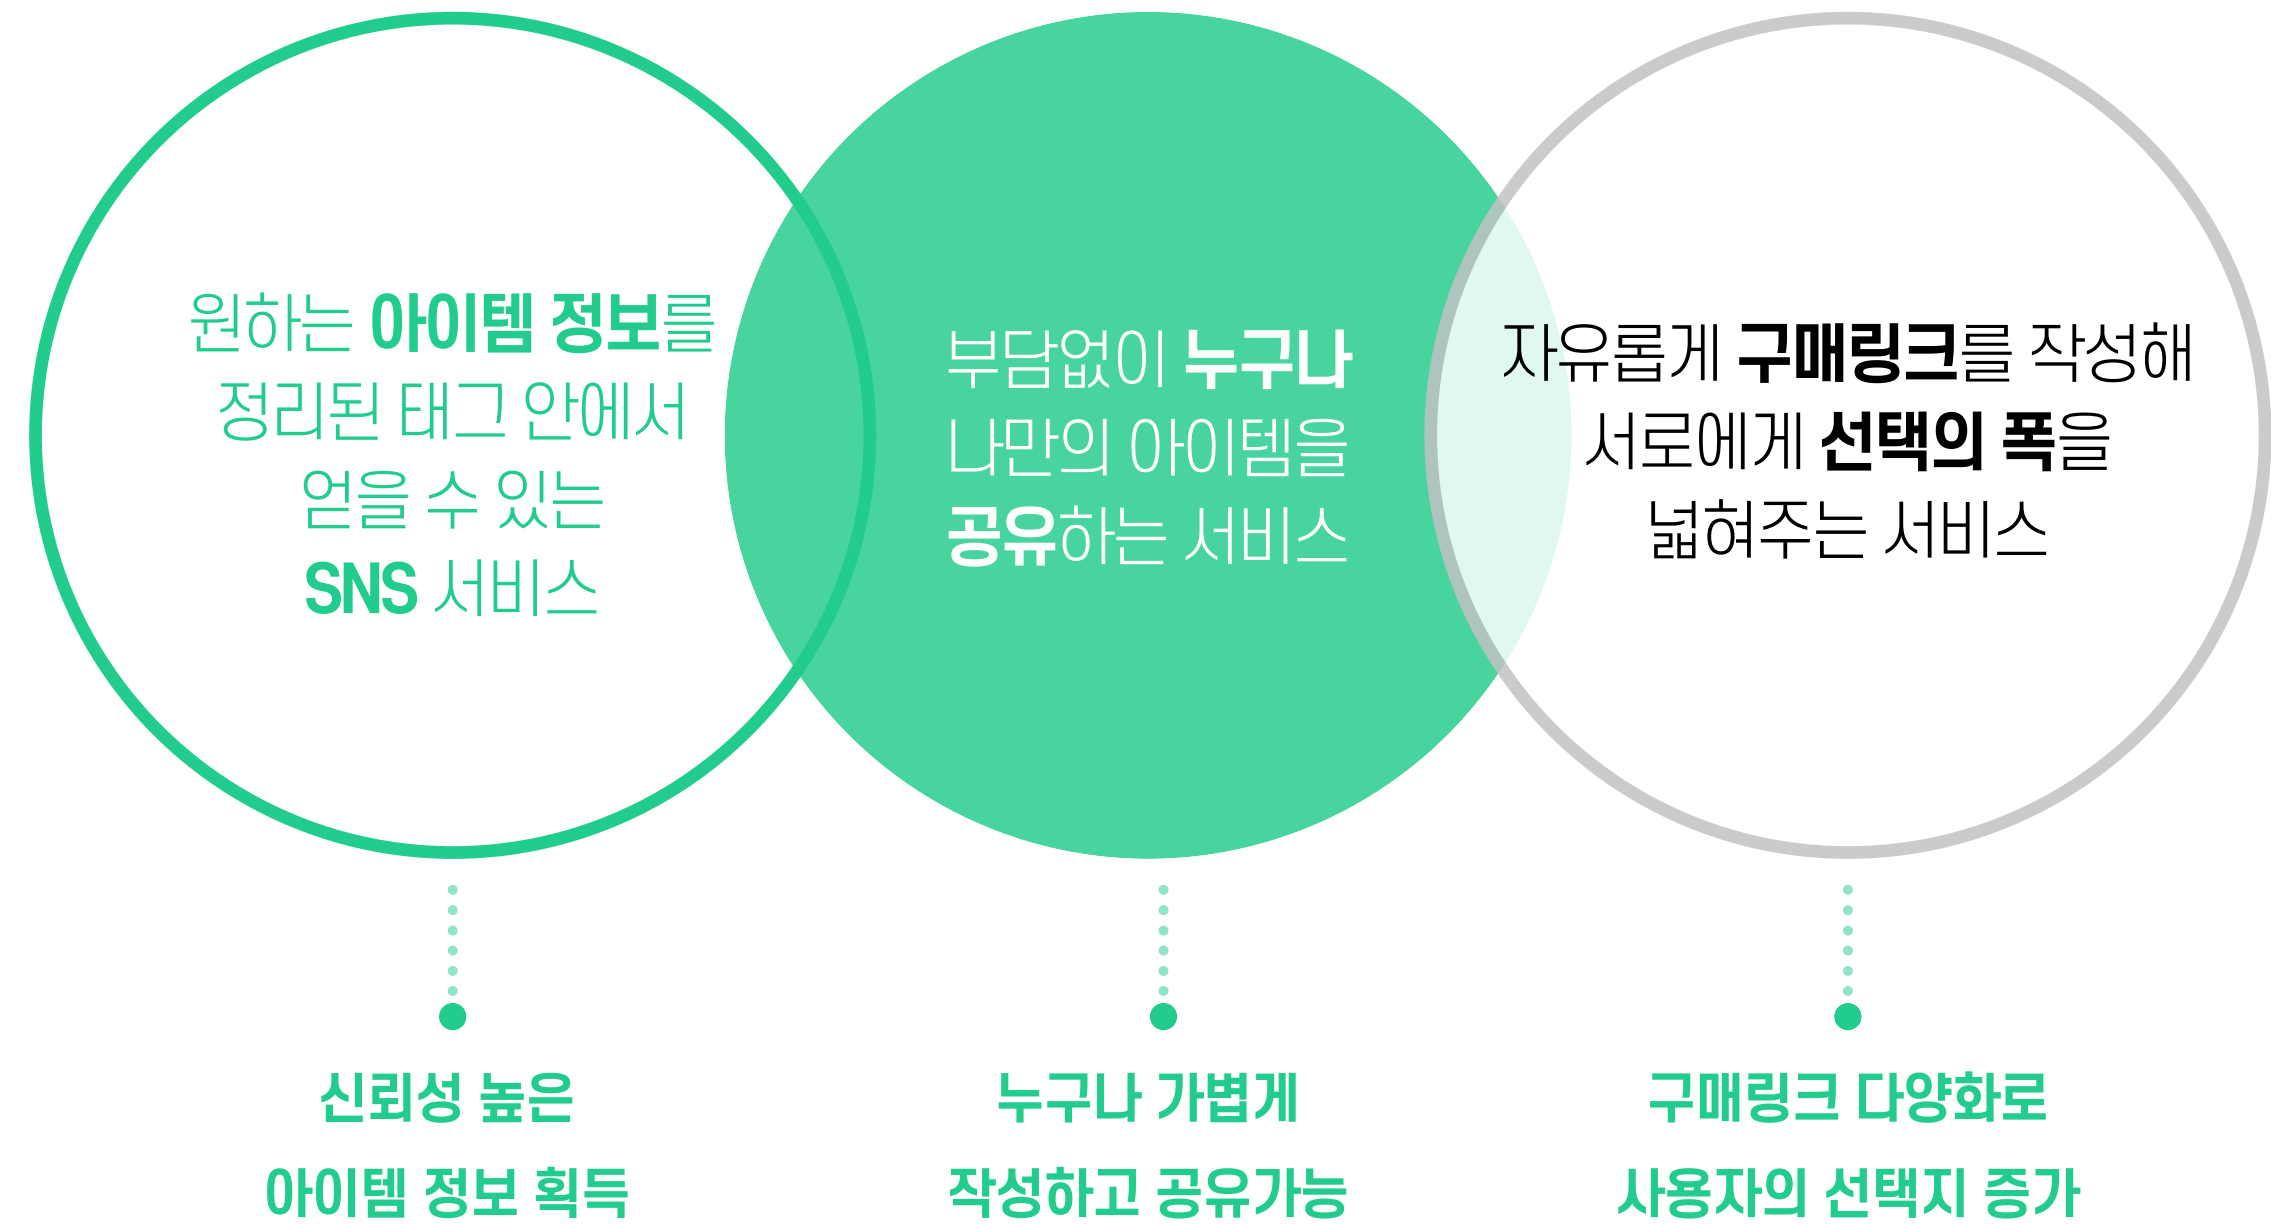 원하는 아이템 정보를
정리된 태그 안에서
얻을 수 있는
SNS 서비스
부담없이 누구나
나만의 아이템을
공유하는 서비스
자유롭게 구매링크를 작성해
서로에게 선택의 폭을
넓혀주는 서비스
신뢰성 높은
아이템 정보 획득
누구나 가볍게
작성하고 공유가능
구매링크 다양화로
사용자의 선택지 증가